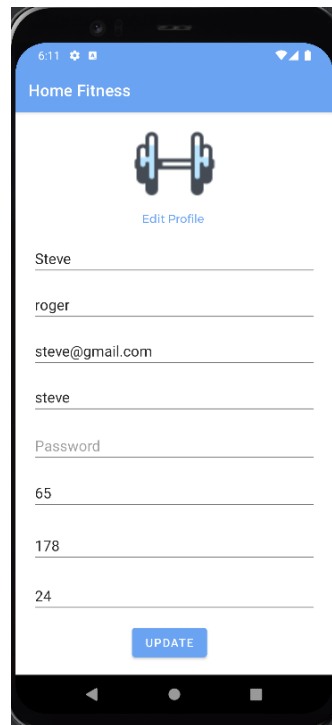 6:11
Home Fitness
Edit Profile
Steve
roger
steve@gmail.com
steve
Password
65
178
24
UPDATE